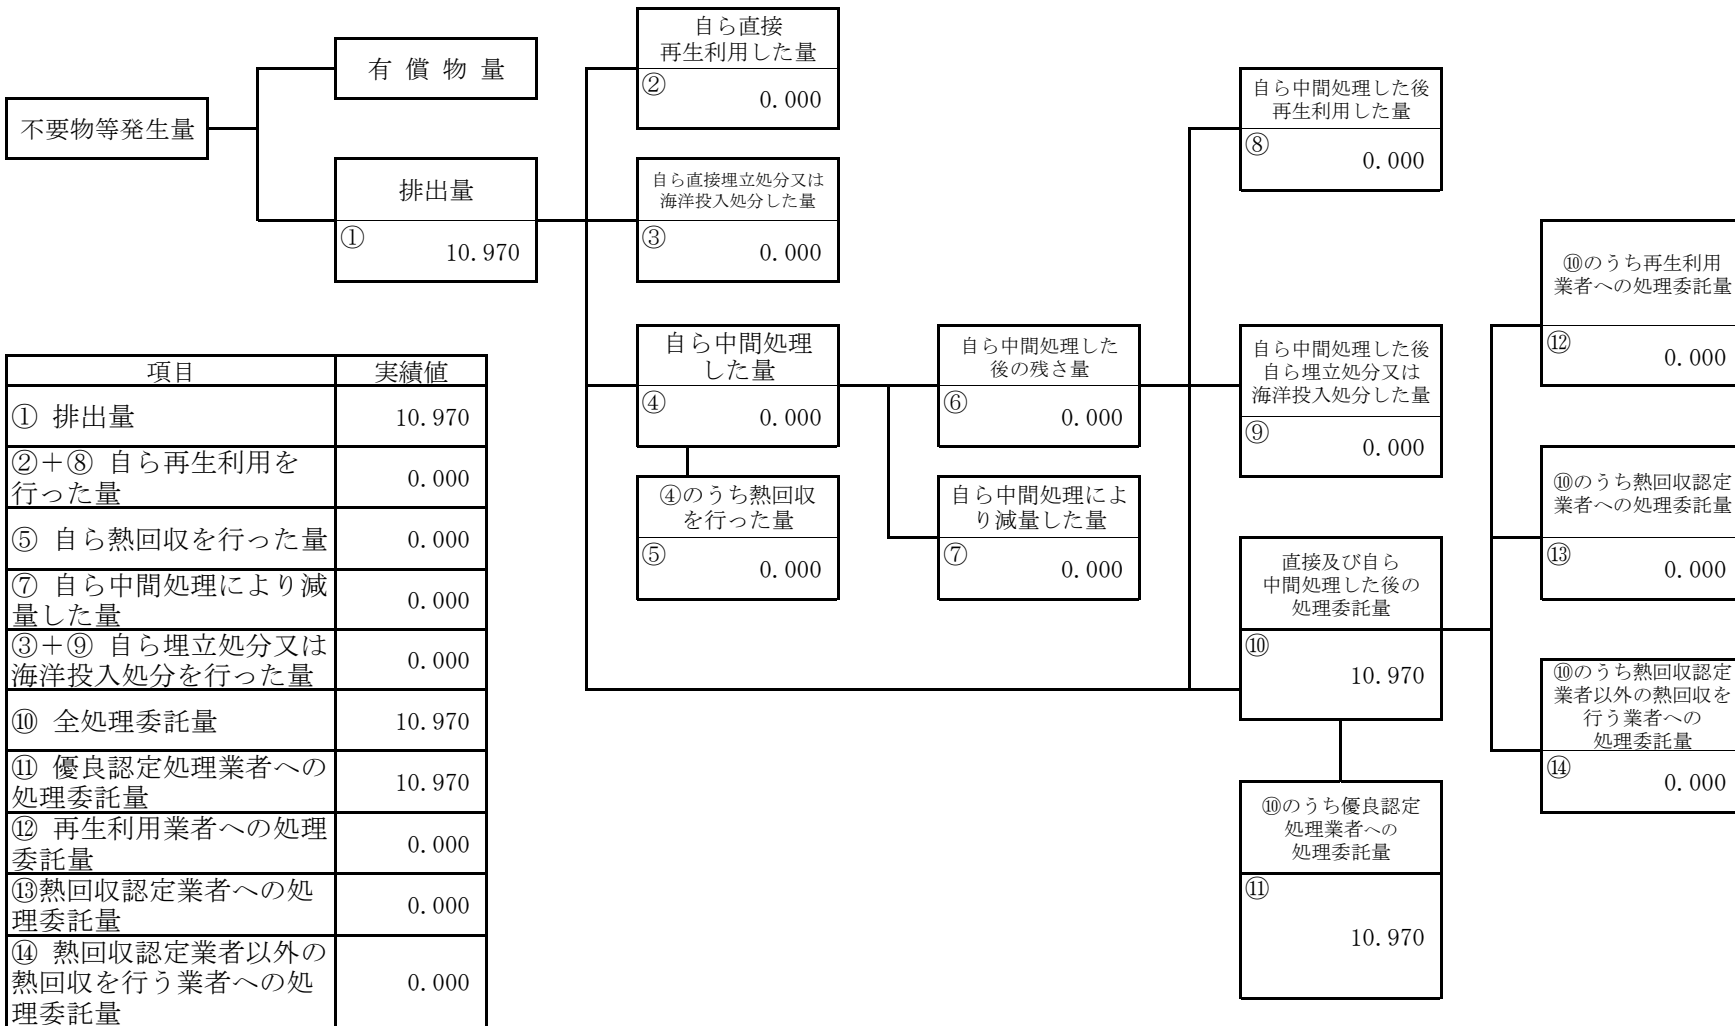 不要物等発生量
有 償 物 量
排出量
①
10.970
自ら直接
再生利用した量
②
0.000
自ら直接埋立処分又は
海洋投入処分した量
③
0.000
自ら中間処理
した量
④
0.000
④のうち熱回収
を行った量
⑤
0.000
自ら中間処理した
後の残さ量
⑥
0.000
自ら中間処理によ
り減量した量
⑦
0.000
自ら中間処理した後
再生利用した量
⑧
0.000
自ら中間処理した後
自ら埋立処分又は
海洋投入処分した量
⑨
0.000
直接及び自ら
中間処理した後の
処理委託量
⑩
10.970
⑩のうち優良認定
処理業者への
処理委託量
⑪
10.970
⑩のうち再生利用
業者への処理委託量
⑫
0.000
⑩のうち熱回収認定
業者への処理委託量
⑬
0.000
⑩のうち熱回収認定
業者以外の熱回収を
行う業者への
処理委託量
⑭
0.000
項目 実績値
① 排出量 10.970
②＋⑧ 自ら再生利用を
行った量 0.000
⑤ 自ら熱回収を行った量 0.000
⑦ 自ら中間処理により減
量した量 0.000
③＋⑨ 自ら埋立処分又は
海洋投入処分を行った量 0.000
⑩ 全処理委託量 10.970
⑪ 優良認定処理業者への
処理委託量 10.970
⑫ 再生利用業者への処理
委託量 0.000
⑬熱回収認定業者への処
理委託量 0.000
⑭ 熱回収認定業者以外の
熱回収を行う業者への処
理委託量 0.000